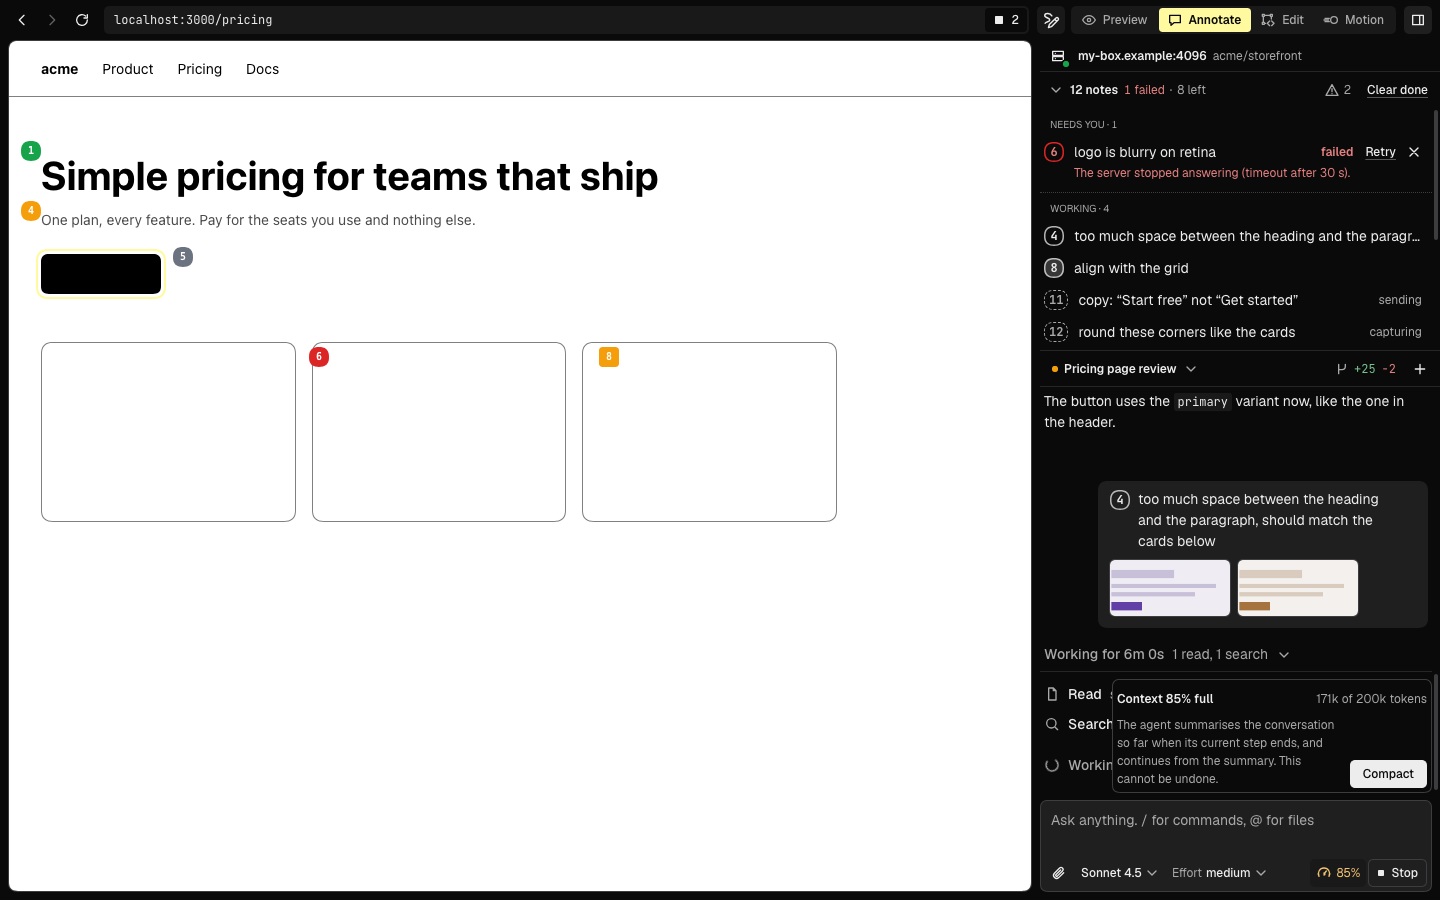 localhost:3000/pricing
2
Preview
Annotate
Edit
Motion
acme
Product
Pricing
Docs
1
Simple pricing for teams that ship
4
One plan, every feature. Pay for the seats you use and nothing else.
5
6
8
my-box.example:4096 acme/storefront
12 notes 1 failed · 8 left
2
Clear done
NEEDS YOU · 1
6 logo is blurry on retina failed Retry
The server stopped answering (timeout after 30 s).
WORKING · 4
4 too much space between the heading and the paragr...
8 align with the grid
11 copy: “Start free” not “Get started” sending
12 round these corners like the cards capturing
Pricing page review +25 -2
The button uses the primary variant now, like the one in
the header.
4 too much space between the heading
and the paragraph, should match the
cards below
Working for 6m 0s 1 read, 1 search
Read
Search
Workin
Context 85% full 171k of 200k tokens
The agent summarises the conversation
so far when its current step ends, and
continues from the summary. This
cannot be undone.
Compact
Ask anything. / for commands, @ for files
Sonnet 4.5 Effort medium 85% Stop